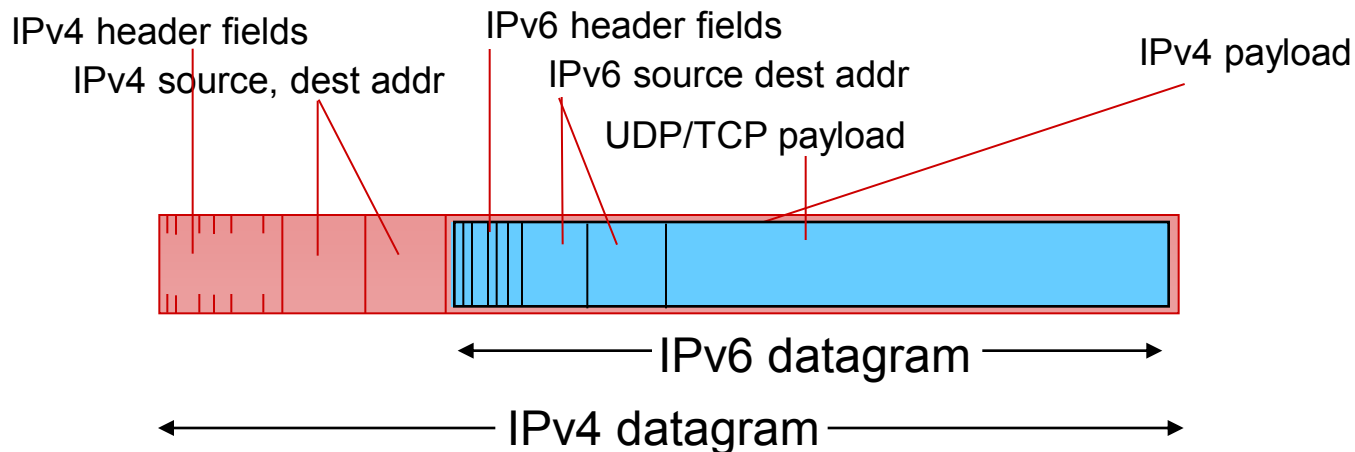 IPv4 header fields
IPv6 header fields
IPv4 payload
IPv4 source, dest addr
IPv6 source dest addr
UDP/TCP payload
IPv6 datagram
IPv4 datagram